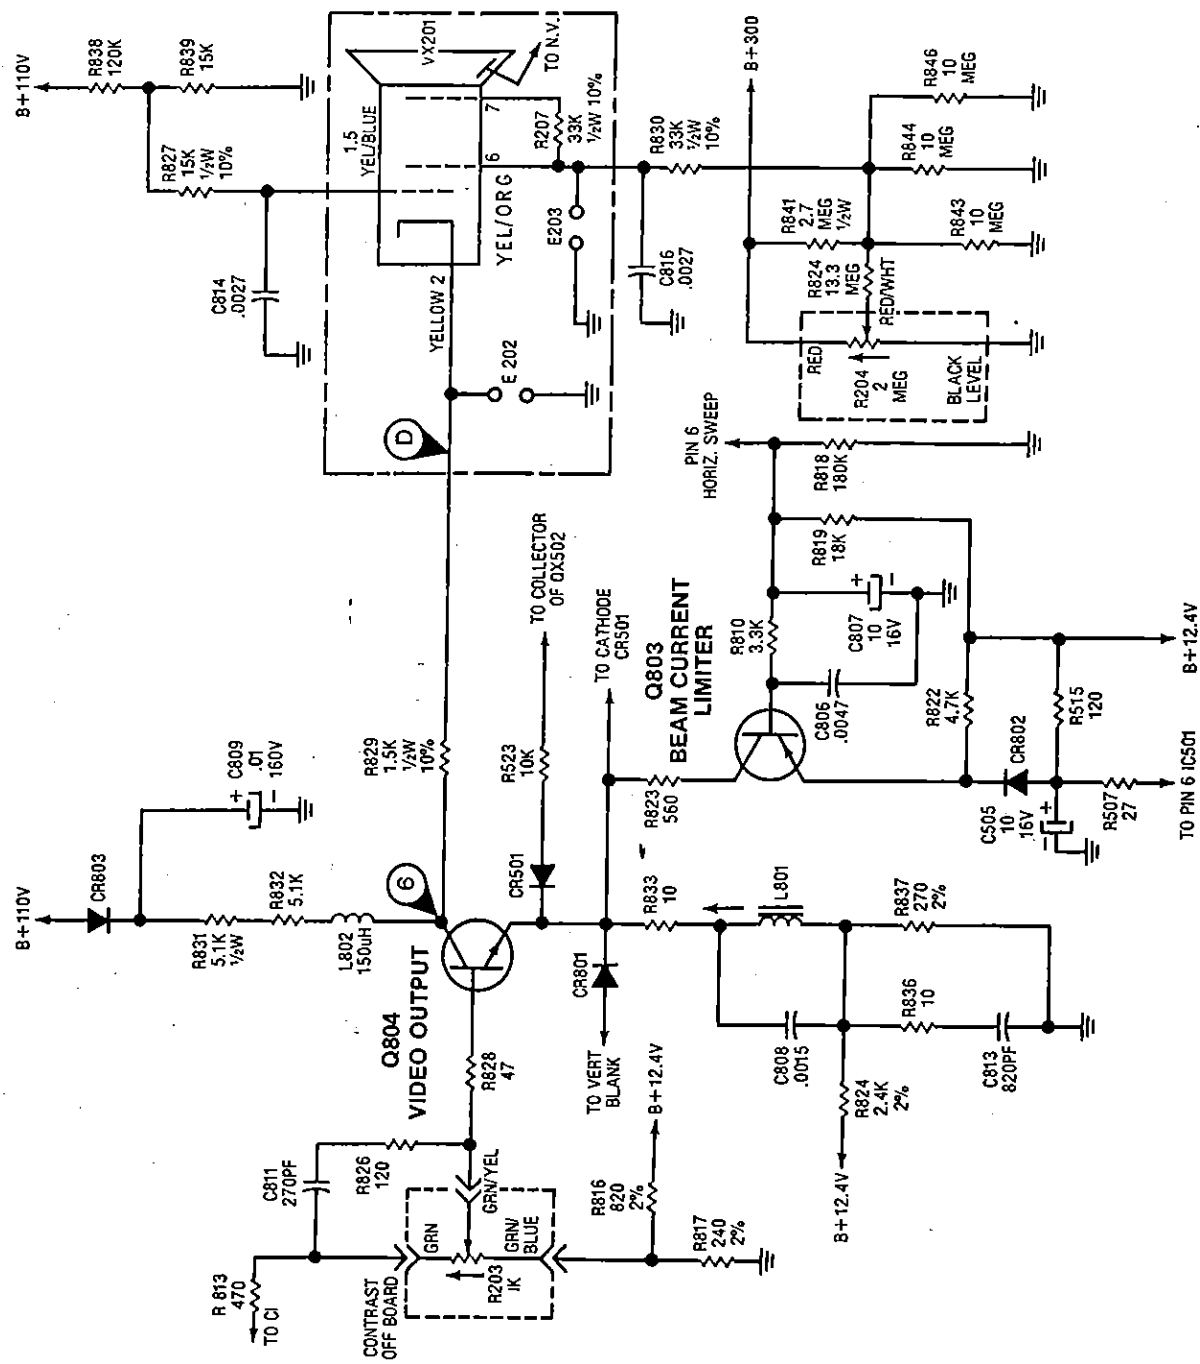 B+110V
R838
120K
R839
15K
R827
15K
½W
10%
C814
.0027
1.5
YEL/BLUE
VX201
TO N.V.
7
6
R207
33K
½W 10%
YEL/ORG
E203
YELLOW 2
E 202
D
R830
33K
½W
10%
C816
.0027
B+300
R841
2.7
MEG
½W
R824
13.3
MEG
RED/WHT
R846
10
MEG
R844
10
MEG
R843
10
MEG
RED
R204
2
MEG
BLACK
LEVEL
PIN 6
HORIZ. SWEEP
R818
180K
R819
18K
R810
3.3K
C807
10
16V
+
-
C806
.0047
Q803
BEAM CURRENT
LIMITER
R822
4.7K
B+12.4V
R515
120
CR802
C505
10
16V
+
-
R507
27
TO PIN 6 IC501
R823
560
TO CATHODE
CR501
TO COLLECTOR
OF QX502
R523
10K
CR501
R829
1.5K
½W
10%
B+110V
CR803
C809
.01
160V
+
-
R831
5.1K
½W
R832
5.1K
L802
150uH
6
Q804
VIDEO OUTPUT
R828
47
CR801
TO VERT
BLANK
R833
10
L801
C808
.0015
R837
270
2%
R836
10
C813
820PF
R824
2.4K
2%
B+12.4V
C811
270PF
R826
120
R 813
470
TO CI
CONTRAST
OFF BOARD
GRN
GRN/YEL
GRN/
BLUE
R203
1K
R816
820
2%
B+12.4V
R817
240
2%